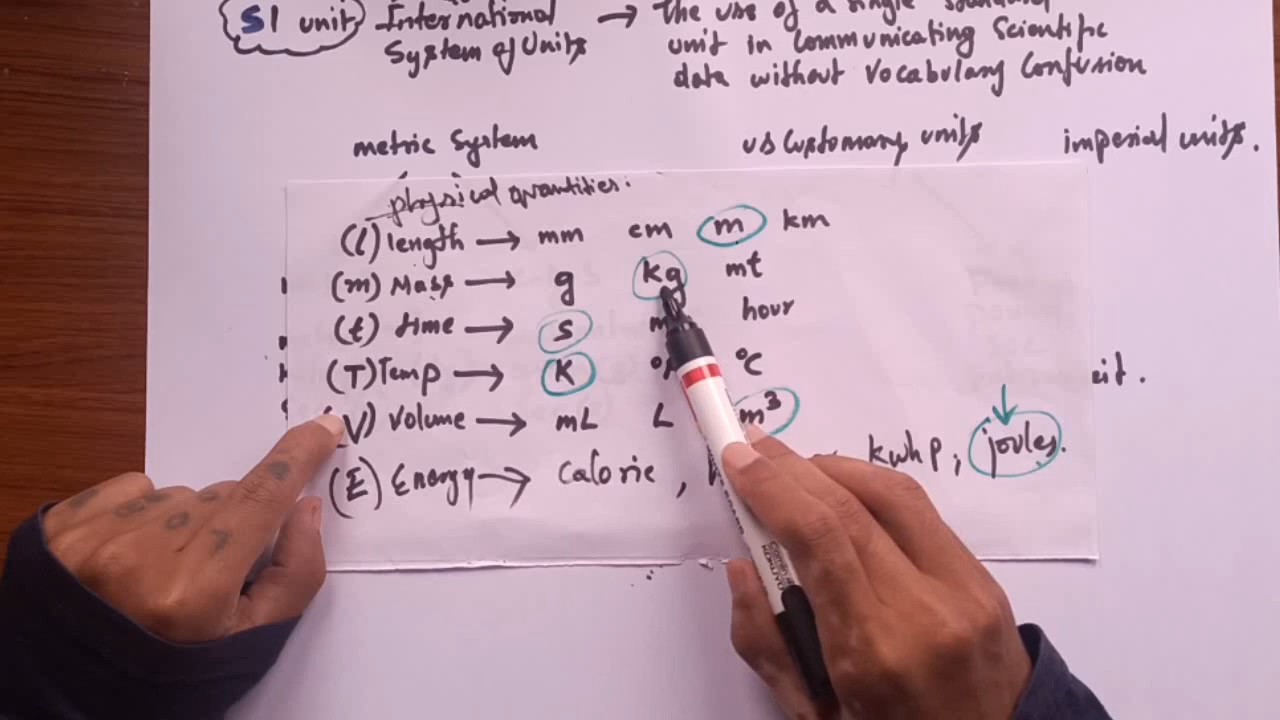 SI unit International → The use of a single standard
System of Units unit in Communicating Scientific
data without Vocabulary Confusion
metric System us Customary units imperial units.
physical quantities:
(l) length → mm cm m km
(m) Mass → g kg mt
(t) time → s hour
(T) Temp → K °C
(V) Volume → mL L m³
(E) Energy → Calorie, kwhp, joules.